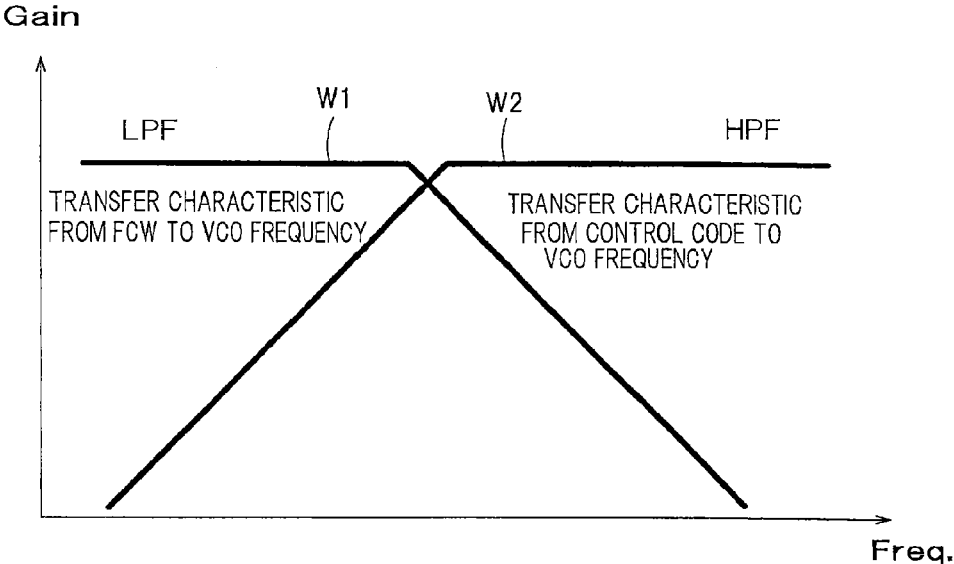 Gain
W1
W2
LPF
HPF
TRANSFER CHARACTERISTIC
FROM FCW TO VCO FREQUENCY
TRANSFER CHARACTERISTIC
FROM CONTROL CODE TO
VCO FREQUENCY
Freq.